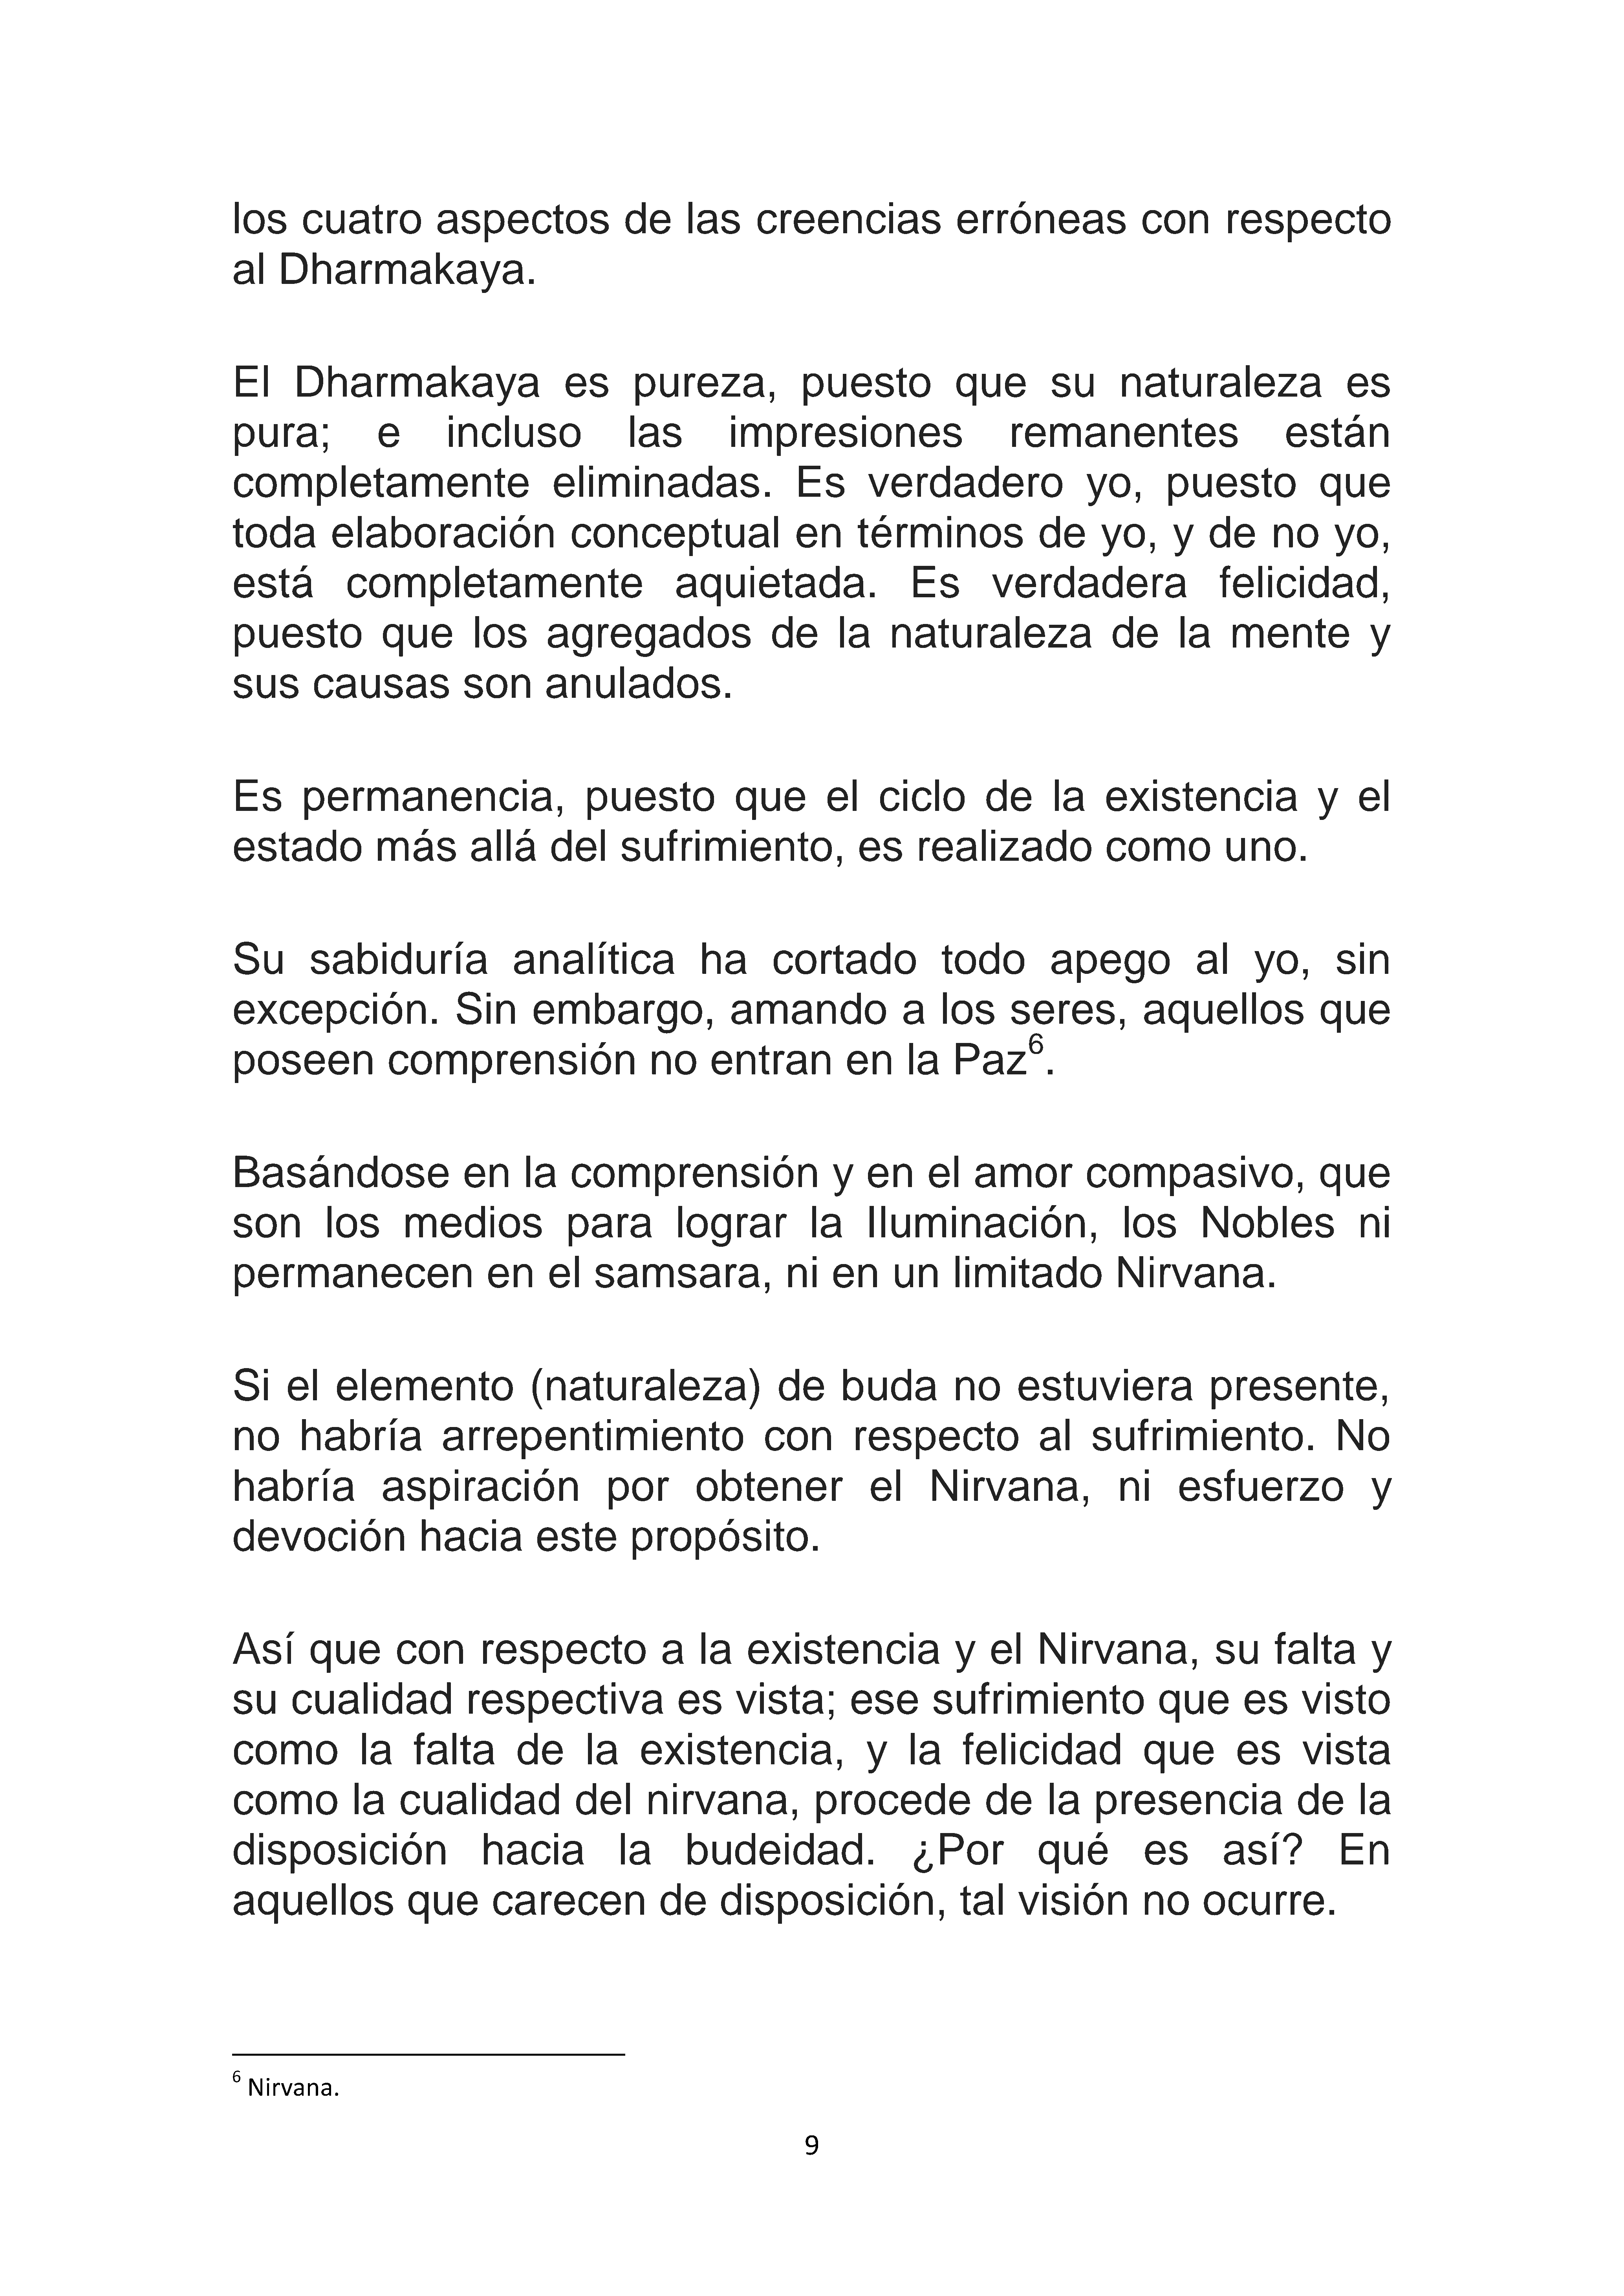 los cuatro aspectos de las creencias erróneas con respecto
al Dharmakaya.
El Dharmakaya es pureza, puesto que su naturaleza es
pura; e incluso las impresiones remanentes están
completamente eliminadas. Es verdadero yo, puesto que
toda elaboración conceptual en términos de yo, y de no yo,
está completamente aquietada. Es verdadera felicidad,
puesto que los agregados de la naturaleza de la mente y
sus causas son anulados.
Es permanencia, puesto que el ciclo de la existencia y el
estado más allá del sufrimiento, es realizado como uno.
Su sabiduría analítica ha cortado todo apego al yo, sin
excepción. Sin embargo, amando a los seres, aquellos que
poseen comprensión no entran en la Paz⁶.
Basándose en la comprensión y en el amor compasivo, que
son los medios para lograr la Iluminación, los Nobles ni
permanecen en el samsara, ni en un limitado Nirvana.
Si el elemento (naturaleza) de buda no estuviera presente,
no habría arrepentimiento con respecto al sufrimiento. No
habría aspiración por obtener el Nirvana, ni esfuerzo y
devoción hacia este propósito.
Así que con respecto a la existencia y el Nirvana, su falta y
su cualidad respectiva es vista; ese sufrimiento que es visto
como la falta de la existencia, y la felicidad que es vista
como la cualidad del nirvana, procede de la presencia de la
disposición hacia la budeidad. ¿Por qué es así? En
aquellos que carecen de disposición, tal visión no ocurre.
⁶ Nirvana.
9